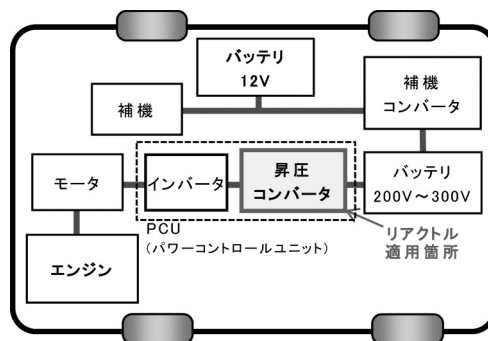 バッテリ
12V
補機
コンバータ
補機
モータ
インバータ
昇圧
コンバータ
バッテリ
200V～300V
PCU
(パワーコントロールユニット)
リアクトル
適用箇所
エンジン